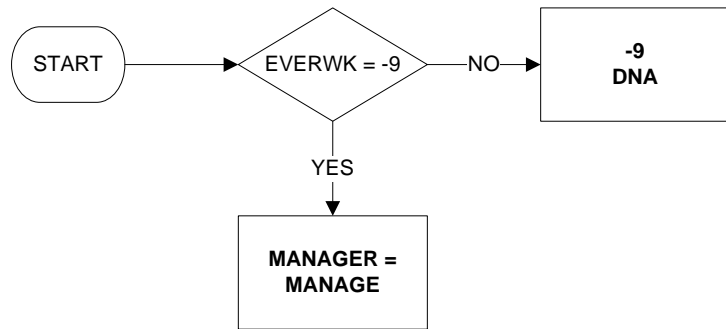 START
EVERWK = -9
NO
-9
DNA
YES
MANAGER =
MANAGE